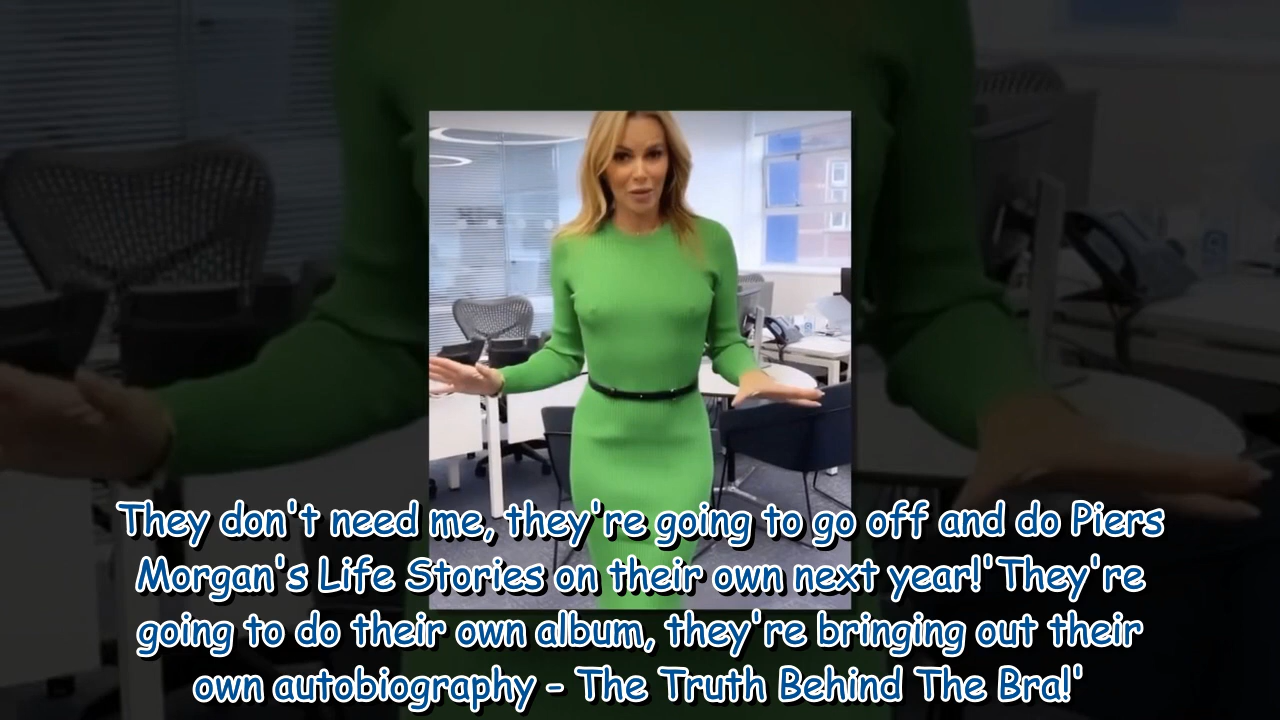 They don't need me, they're going to go off and do Piers
Morgan's Life Stories on their own next year!'They're
going to do their own album, they're bringing out their
own autobiography - The Truth Behind The Bra!'